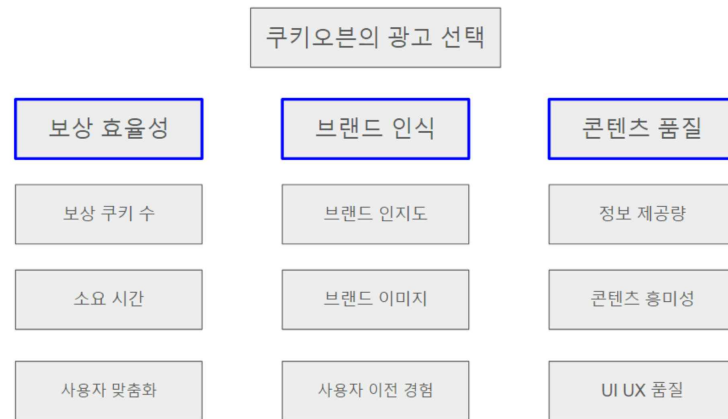 쿠키오븐의 광고 선택
보상 효율성
브랜드 인식
콘텐츠 품질
보상 쿠키 수
브랜드 인지도
정보 제공량
소요 시간
브랜드 이미지
콘텐츠 흥미성
사용자 맞춤화
사용자 이전 경험
UI UX 품질